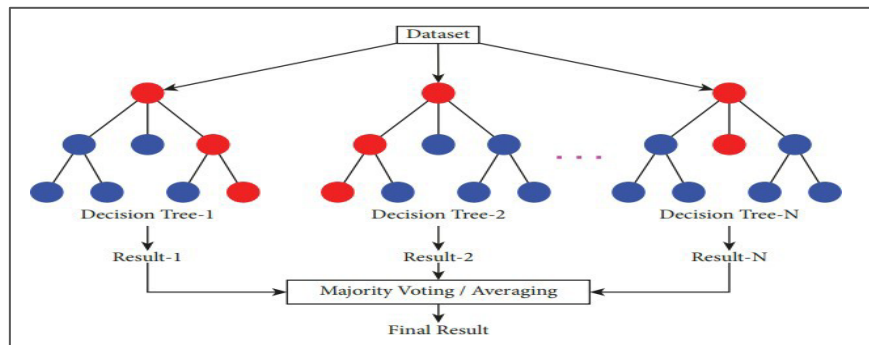 Dataset
Decision Tree-1
Decision Tree-2
Decision Tree-N
Result-1
Result-2
Result-N
Majority Voting / Averaging
Final Result